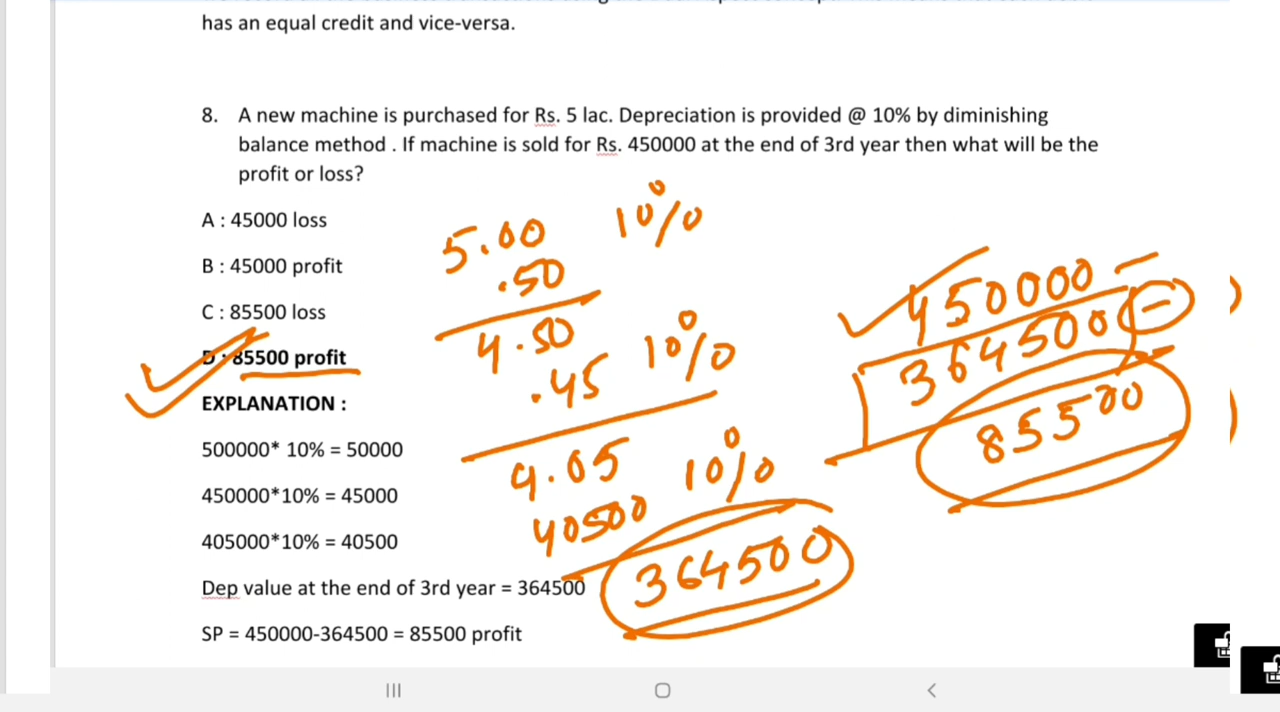 has an equal credit and vice-versa.
8. A new machine is purchased for Rs. 5 lac. Depreciation is provided @ 10% by diminishing
balance method . If machine is sold for Rs. 450000 at the end of 3rd year then what will be the
profit or loss?
A : 45000 loss
B : 45000 profit
C : 85500 loss
D : 85500 profit
EXPLANATION :
500000* 10% = 50000
450000*10% = 45000
405000*10% = 40500
Dep value at the end of 3rd year = 364500
SP = 450000-364500 = 85500 profit
5.00 10%
.50
4.50 10%
.45
4.05 10%
40500
364500
450000 -
364500 (-)
85500